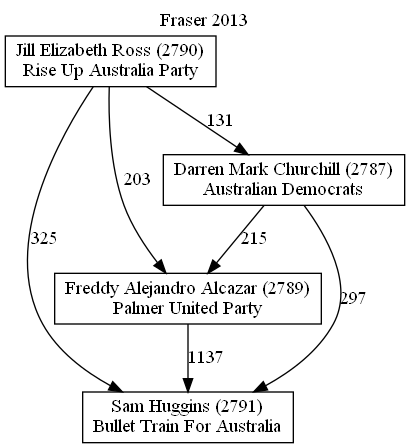 Fraser 2013
Jill Elizabeth Ross (2790)
Rise Up Australia Party
131
Darren Mark Churchill (2787)
Australian Democrats
203
325
215
Freddy Alejandro Alcazar (2789)
Palmer United Party
297
1137
Sam Huggins (2791)
Bullet Train For Australia